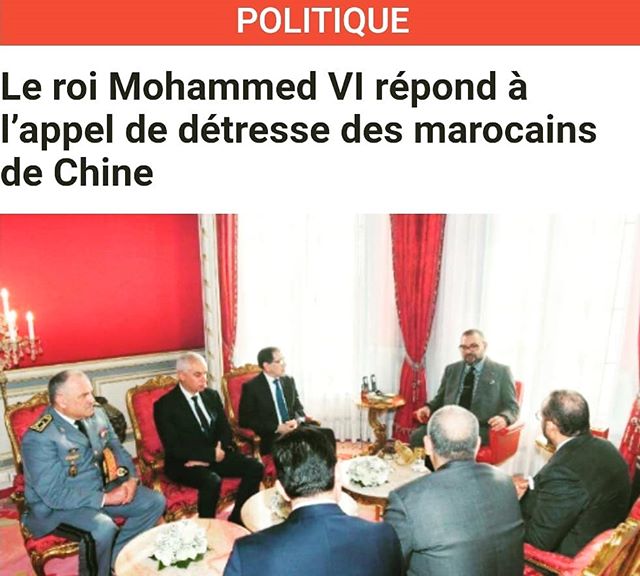 POLITIQUE
Le roi Mohammed VI répond à
l’appel de détresse des marocains
de Chine